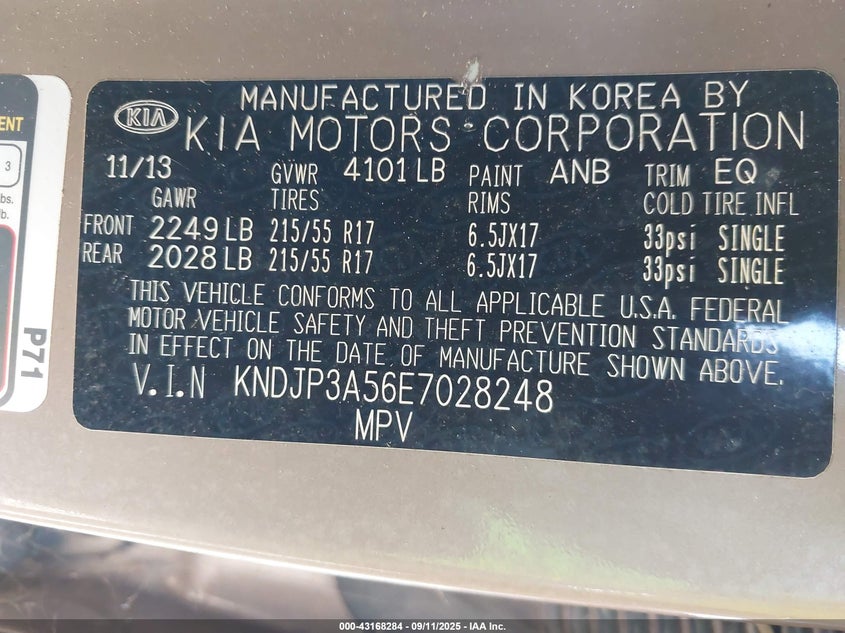 MANUFACTURED IN KOREA BY
KIA KIA MOTORS CORPORATION
11/13 GVWR 4101 LB PAINT ANB TRIM EQ
GAWR TIRES RIMS COLD TIRE INFL
FRONT 2249 LB 215/55 R17 6.5JX17 33psi SINGLE
REAR 2028 LB 215/55 R17 6.5JX17 33psi SINGLE
THIS VEHICLE CONFORMS TO ALL APPLICABLE U.S.A. FEDERAL
MOTOR VEHICLE SAFETY AND THEFT PREVENTION STANDARDS
IN EFFECT ON THE DATE OF MANUFACTURE SHOWN ABOVE.
V.I.N KNDJP3A56E7028248
MPV
ENT
3
lbs.
lb.
P71
000-43168284 - 09/11/2025 - IAA Inc.